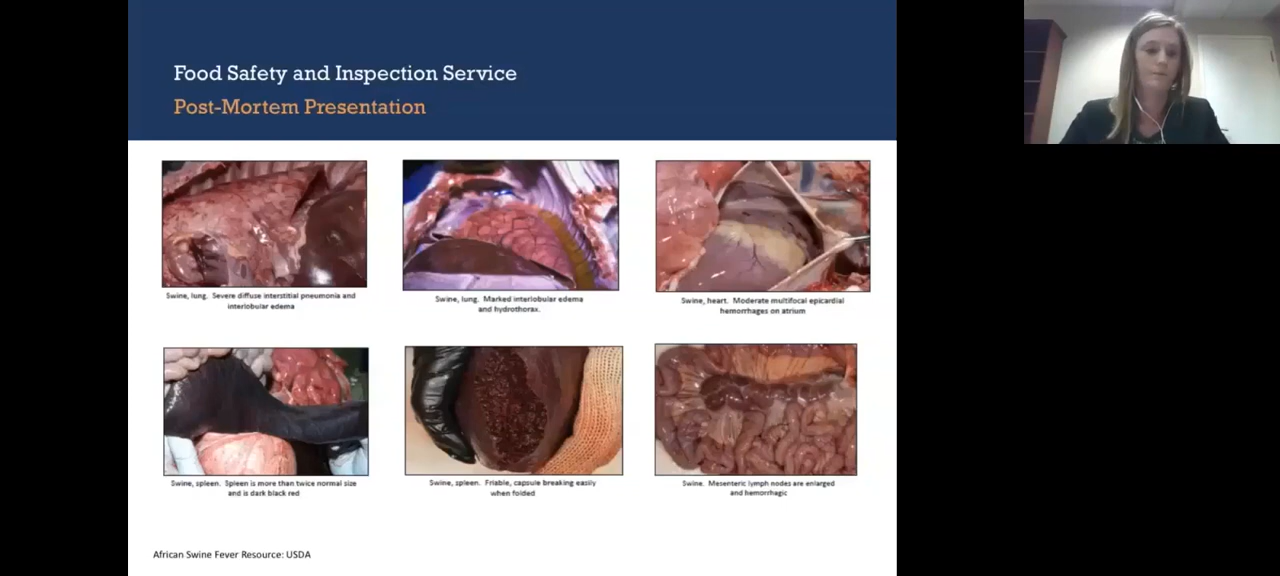 Food Safety and Inspection Service
Post-Mortem Presentation
Swine, lung.  Severe diffuse interstitial pneumonia and
interlobular edema
Swine, lung.  Marked interlobular edema
and hydrothorax.
Swine, heart.  Moderate multifocal epicardial
hemorrhages on atrium
Swine, spleen.  Spleen is more than twice normal size
and is dark black red
Swine, spleen.  Friable, capsule breaking easily
when folded
Swine.  Mesenteric lymph nodes are enlarged
and hemorrhagic
African Swine Fever Resource: USDA